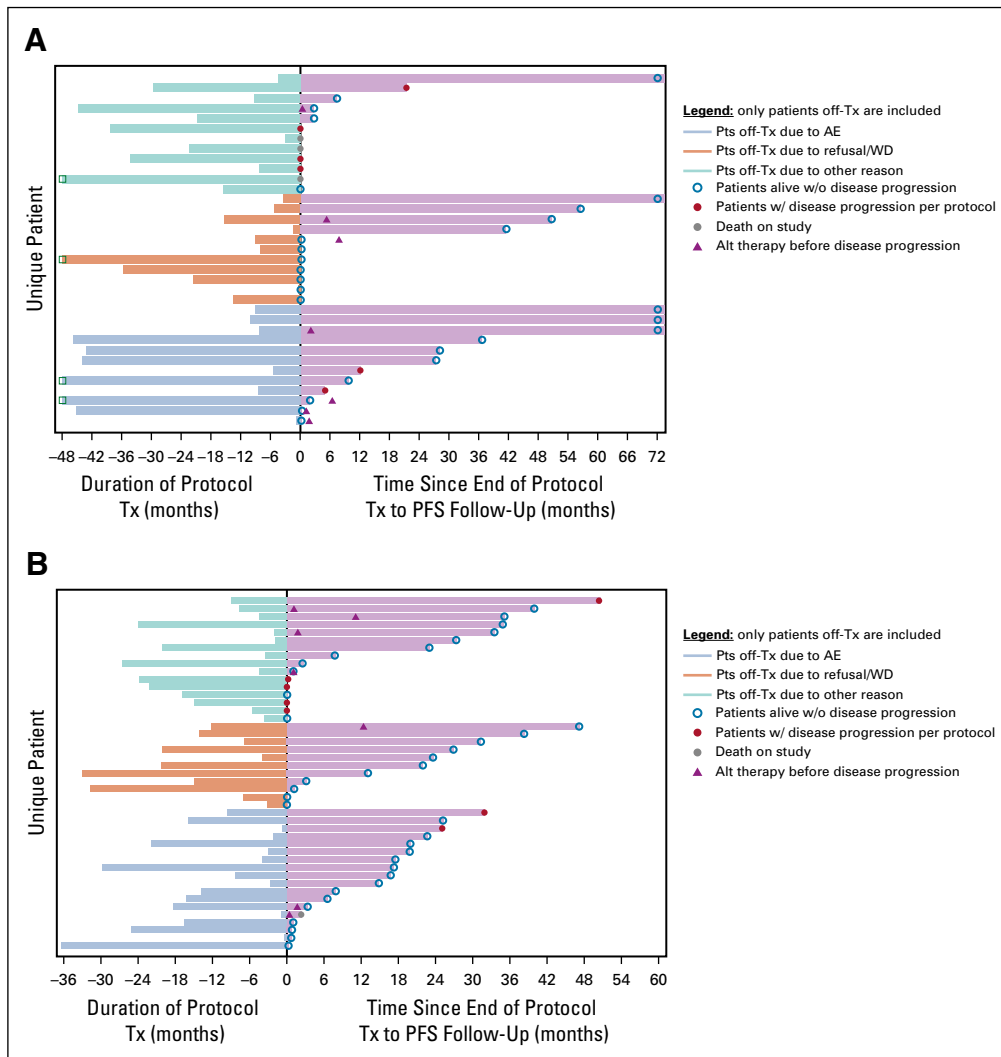 A
Unique Patient
−48 −42 −36 −30 −24 −18 −12 −6 0 6 12 18 24 30 36 42 48 54 60 66 72
Duration of Protocol
Tx (months)
Time Since End of Protocol
Tx to PFS Follow-Up (months)
Legend: only patients off-Tx are included
Pts off-Tx due to AE
Pts off-Tx due to refusal/WD
Pts off-Tx due to other reason
Patients alive w/o disease progression
Patients w/ disease progression per protocol
Death on study
Alt therapy before disease progression
B
Unique Patient
−36 −30 −24 −18 −12 −6 0 6 12 18 24 30 36 42 48 54 60
Duration of Protocol
Tx (months)
Time Since End of Protocol
Tx to PFS Follow-Up (months)
Legend: only patients off-Tx are included
Pts off-Tx due to AE
Pts off-Tx due to refusal/WD
Pts off-Tx due to other reason
Patients alive w/o disease progression
Patients w/ disease progression per protocol
Death on study
Alt therapy before disease progression